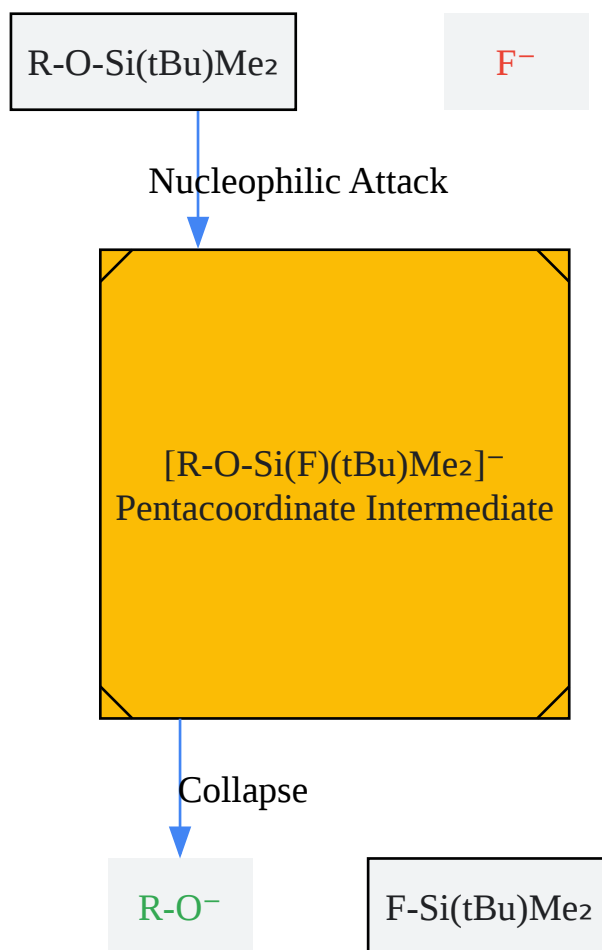 R-O-Si(tBu)Me₂
F⁻
Nucleophilic Attack
[R-O-Si(F)(tBu)Me₂]⁻
Pentacoordinate Intermediate
Collapse
R-O⁻
F-Si(tBu)Me₂